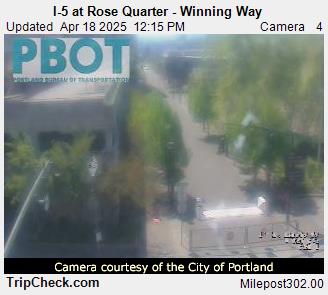 I-5 at Rose Quarter - Winning Way
Updated Apr 18 2025 12:15 PM Camera 4
PBOT
PORTLAND BUREAU OF TRANSPORTATION
Camera courtesy of the City of Portland
TripCheck.com Milepost302.00